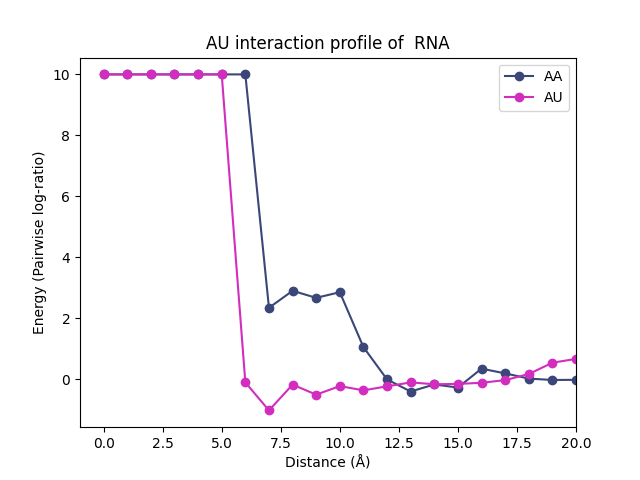 AU interaction profile of  RNA
AA
AU
Energy (Pairwise log-ratio)
10
8
6
4
2
0
0.0 2.5 5.0 7.5 10.0 12.5 15.0 17.5 20.0
Distance (Å)